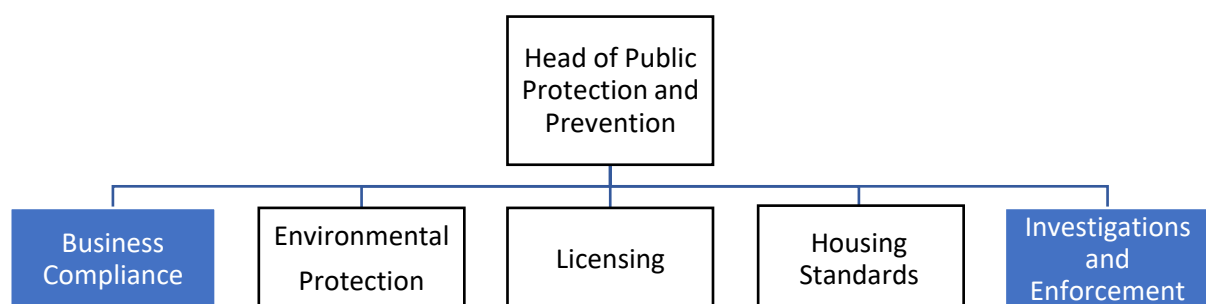 Head of Public
Protection and
Prevention
Business
Compliance
Environmental
Protection
Licensing
Housing
Standards
Investigations
and
Enforcement